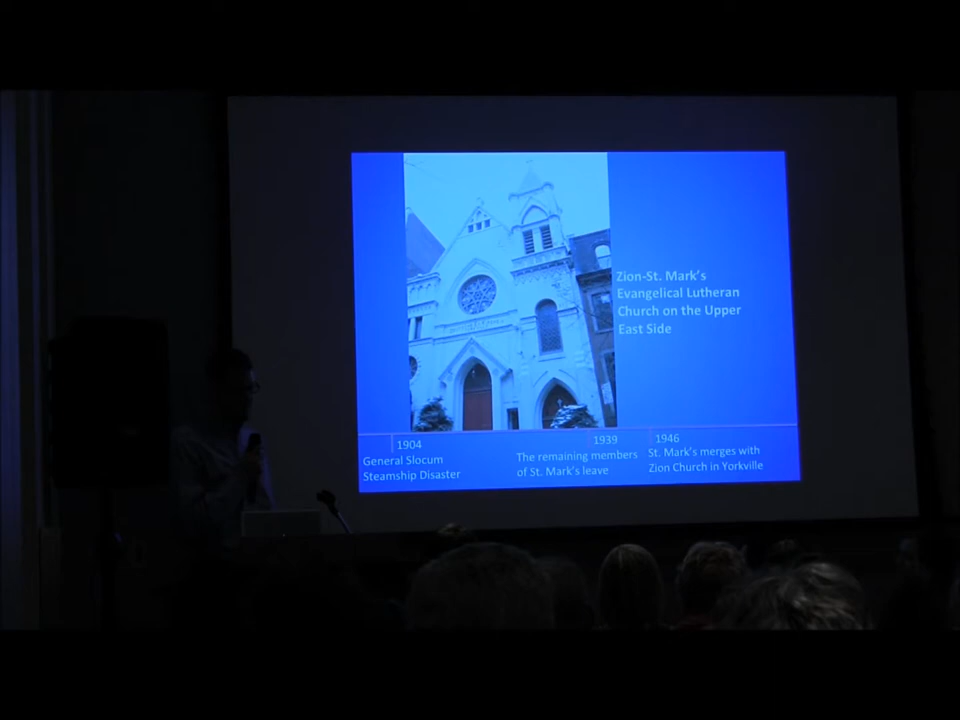 Zion-St. Mark's
Evangelical Lutheran
Church on the Upper
East Side
1904
General Slocum
Steamship Disaster
1939
The remaining members
of St. Mark's leave
1946
St. Mark's merges with
Zion Church in Yorkville